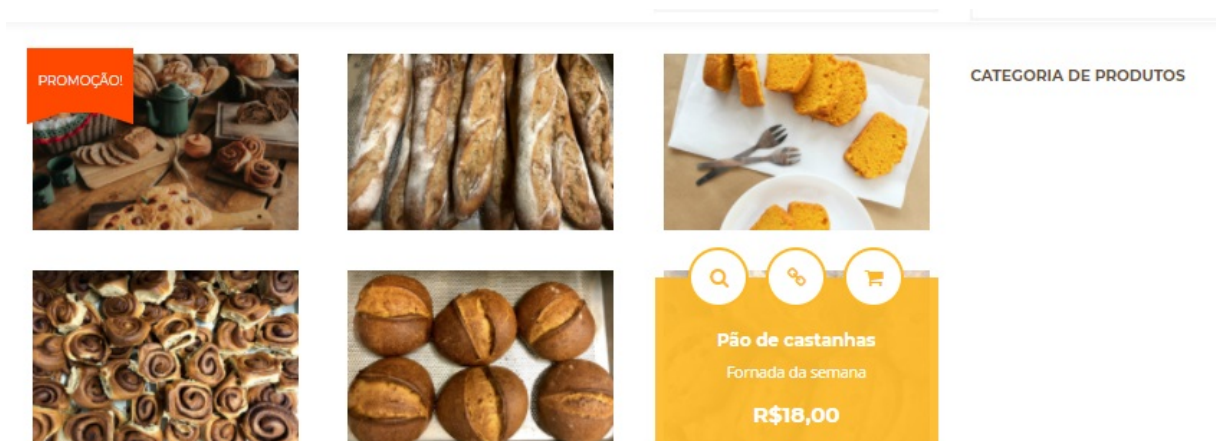 PROMOÇÃO!
CATEGORIA DE PRODUTOS
Pão de castanhas
Fornada da semana
R$18,00